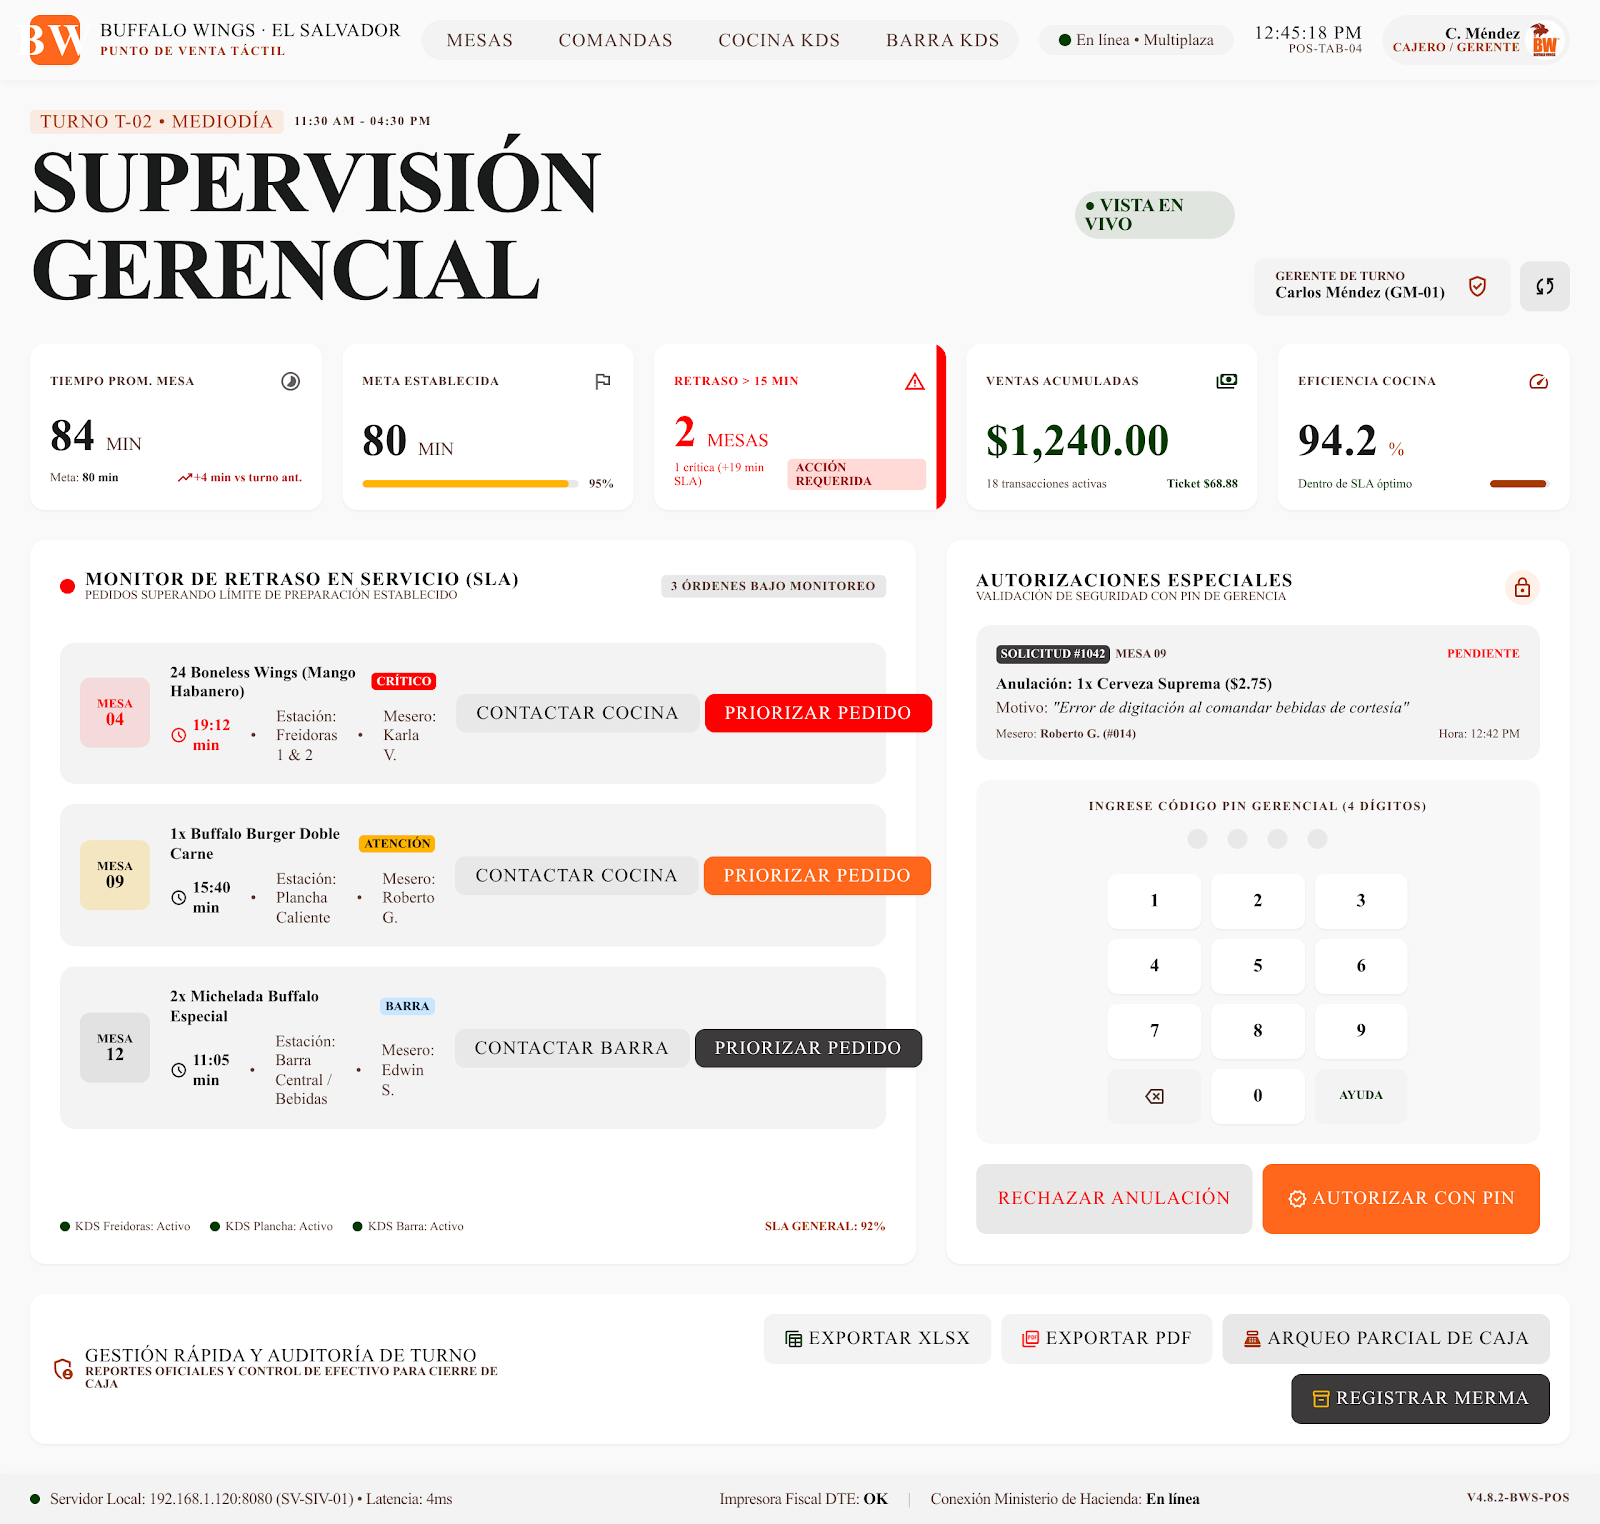 BW
BUFFALO WINGS · EL SALVADOR
PUNTO DE VENTA TÁCTIL
MESAS
COMANDAS
COCINA KDS
BARRA KDS
En línea • Multiplaza
12:45:18 PM
POS-TAB-04
C. Méndez
CAJERO / GERENTE
BW
TURNO T-02 • MEDIODÍA
11:30 AM - 04:30 PM
SUPERVISIÓN
GERENCIAL
● VISTA EN
VIVO
GERENTE DE TURNO
Carlos Méndez (GM-01)
TIEMPO PROM. MESA
84 MIN
Meta: 80 min
+4 min vs turno ant.
META ESTABLECIDA
80 MIN
95%
RETRASO > 15 MIN
2 MESAS
1 crítica (+19 min
SLA)
ACCIÓN
REQUERIDA
VENTAS ACUMULADAS
$1,240.00
18 transacciones activas
Ticket $68.88
EFICIENCIA COCINA
94.2 %
Dentro de SLA óptimo
MONITOR DE RETRASO EN SERVICIO (SLA)
PEDIDOS SUPERANDO LÍMITE DE PREPARACIÓN ESTABLECIDO
3 ÓRDENES BAJO MONITOREO
MESA
04
24 Boneless Wings (Mango
Habanero)
CRÍTICO
19:12
min
•
Estación:
Freidoras
1 & 2
•
Mesero:
Karla
V.
CONTACTAR COCINA
PRIORIZAR PEDIDO
MESA
09
1x Buffalo Burger Doble
Carne
ATENCIÓN
15:40
min
•
Estación:
Plancha
Caliente
•
Mesero:
Roberto
G.
CONTACTAR COCINA
PRIORIZAR PEDIDO
MESA
12
2x Michelada Buffalo
Especial
BARRA
11:05
min
•
Estación:
Barra
Central /
Bebidas
•
Mesero:
Edwin
S.
CONTACTAR BARRA
PRIORIZAR PEDIDO
KDS Freidoras: Activo
KDS Plancha: Activo
KDS Barra: Activo
SLA GENERAL: 92%
AUTORIZACIONES ESPECIALES
VALIDACIÓN DE SEGURIDAD CON PIN DE GERENCIA
SOLICITUD #1042
MESA 09
PENDIENTE
Anulación: 1x Cerveza Suprema ($2.75)
Motivo: "Error de digitación al comandar bebidas de cortesía"
Mesero: Roberto G. (#014)
Hora: 12:42 PM
INGRESE CÓDIGO PIN GERENCIAL (4 DÍGITOS)
1 2 3
4 5 6
7 8 9
0 AYUDA
RECHAZAR ANULACIÓN
AUTORIZAR CON PIN
GESTIÓN RÁPIDA Y AUDITORÍA DE TURNO
REPORTES OFICIALES Y CONTROL DE EFECTIVO PARA CIERRE DE
CAJA
EXPORTAR XLSX
EXPORTAR PDF
ARQUEO PARCIAL DE CAJA
REGISTRAR MERMA
Servidor Local: 192.168.1.120:8080 (SV-SIV-01) • Latencia: 4ms
Impresora Fiscal DTE: OK
Conexión Ministerio de Hacienda: En línea
V4.8.2-BWS-POS